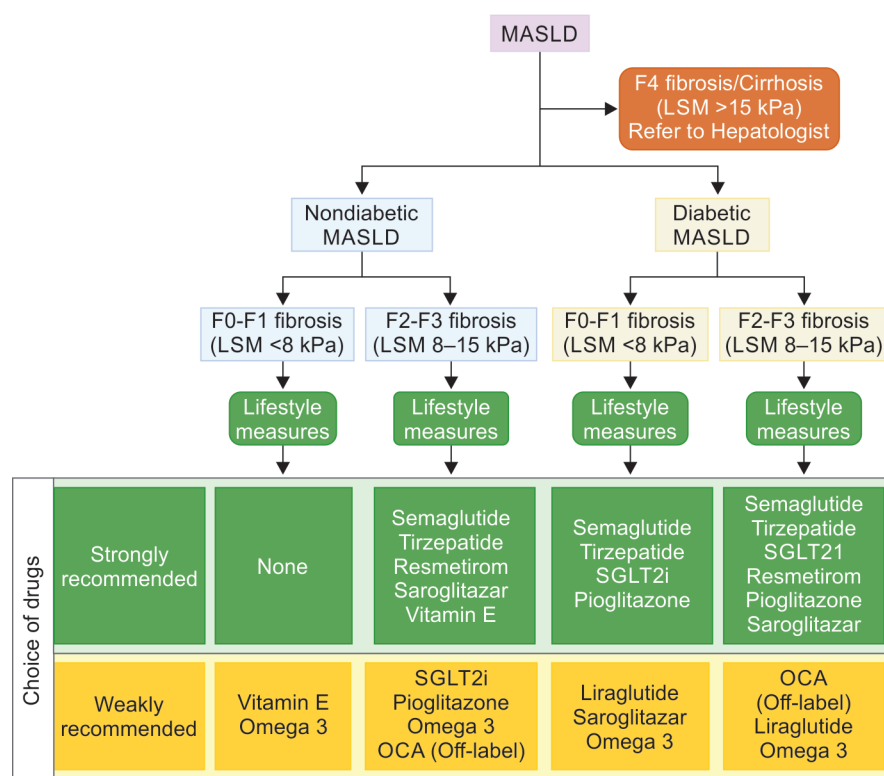 MASLD
F4 fibrosis/Cirrhosis
(LSM >15 kPa)
Refer to Hepatologist
Nondiabetic
MASLD
Diabetic
MASLD
F0-F1 fibrosis
(LSM <8 kPa)
F2-F3 fibrosis
(LSM 8–15 kPa)
F0-F1 fibrosis
(LSM <8 kPa)
F2-F3 fibrosis
(LSM 8–15 kPa)
Lifestyle
measures
Lifestyle
measures
Lifestyle
measures
Lifestyle
measures
Choice of drugs
Strongly
recommended
None
Semaglutide
Tirzepatide
Resmetirom
Saroglitazar
Vitamin E
Semaglutide
Tirzepatide
SGLT2i
Pioglitazone
Semaglutide
Tirzepatide
SGLT21
Resmetirom
Pioglitazone
Saroglitazar
Weakly
recommended
Vitamin E
Omega 3
SGLT2i
Pioglitazone
Omega 3
OCA (Off-label)
Liraglutide
Saroglitazar
Omega 3
OCA
(Off-label)
Liraglutide
Omega 3